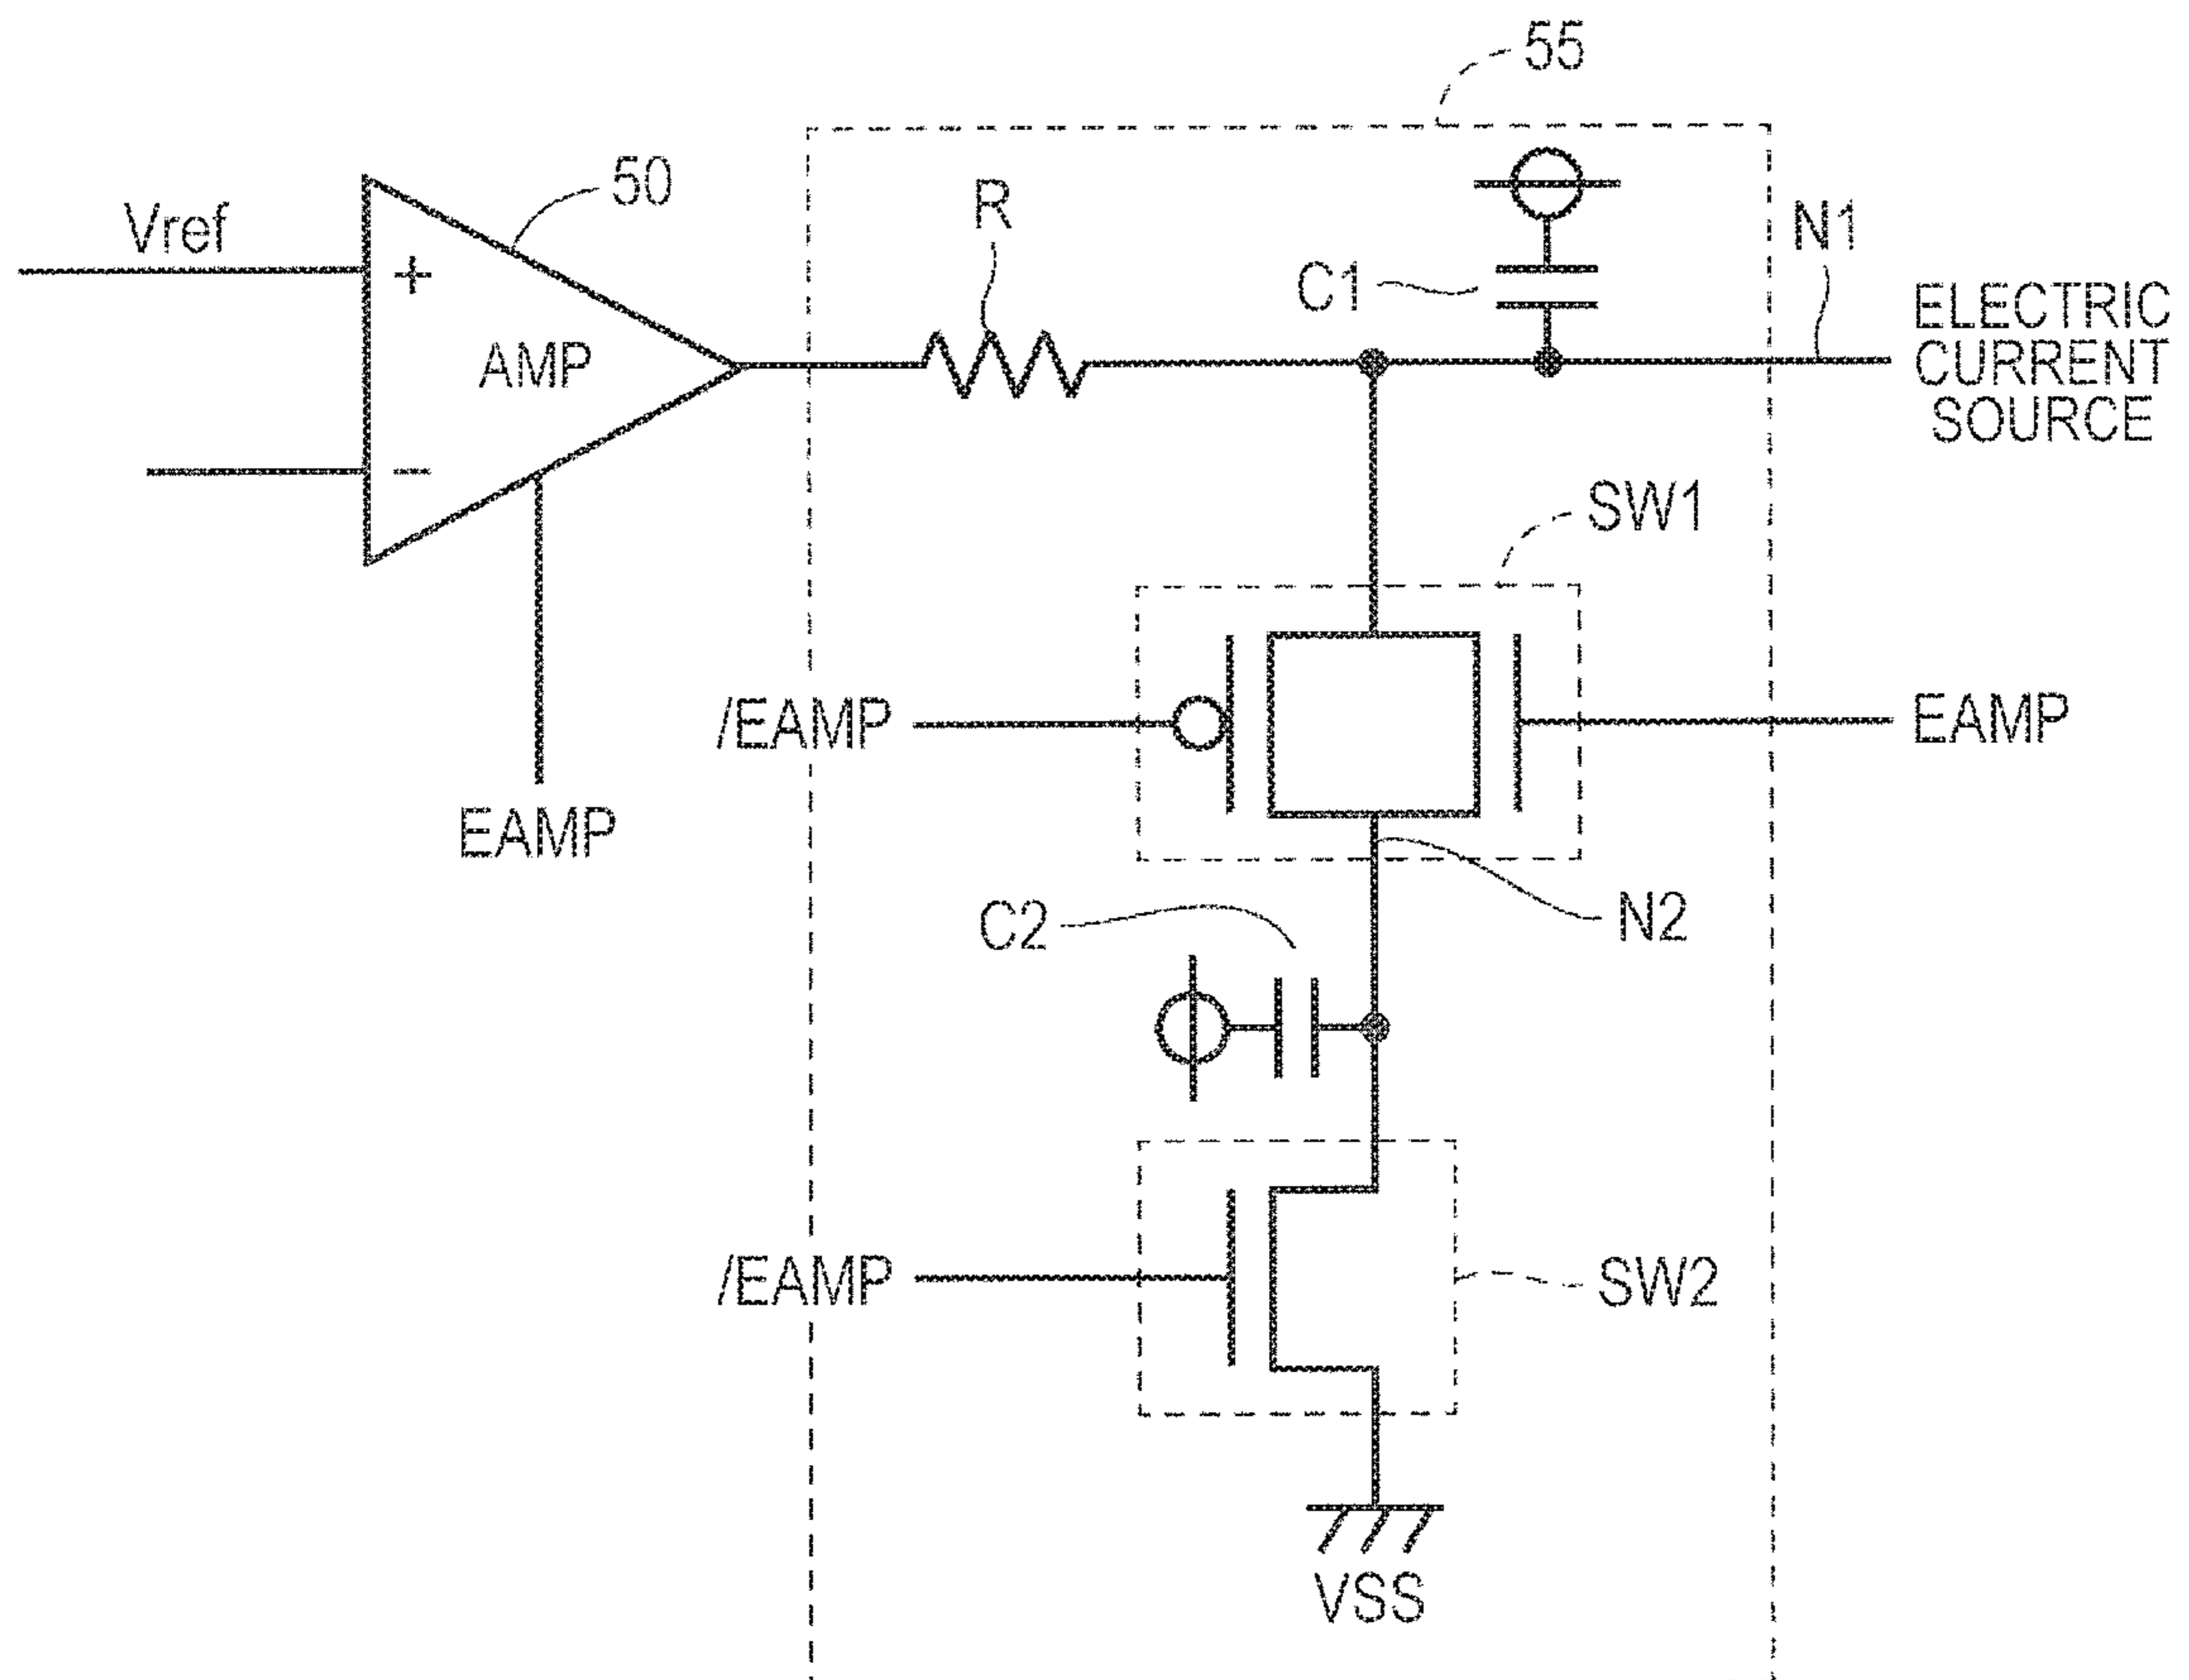 55
50
R
Vref
N1
+
C1
ELECTRIC
CURRENT
SOURCE
AMP
−
SW1
/EAMP
EAMP
EAMP
C2
N2
/EAMP
SW2
VSS